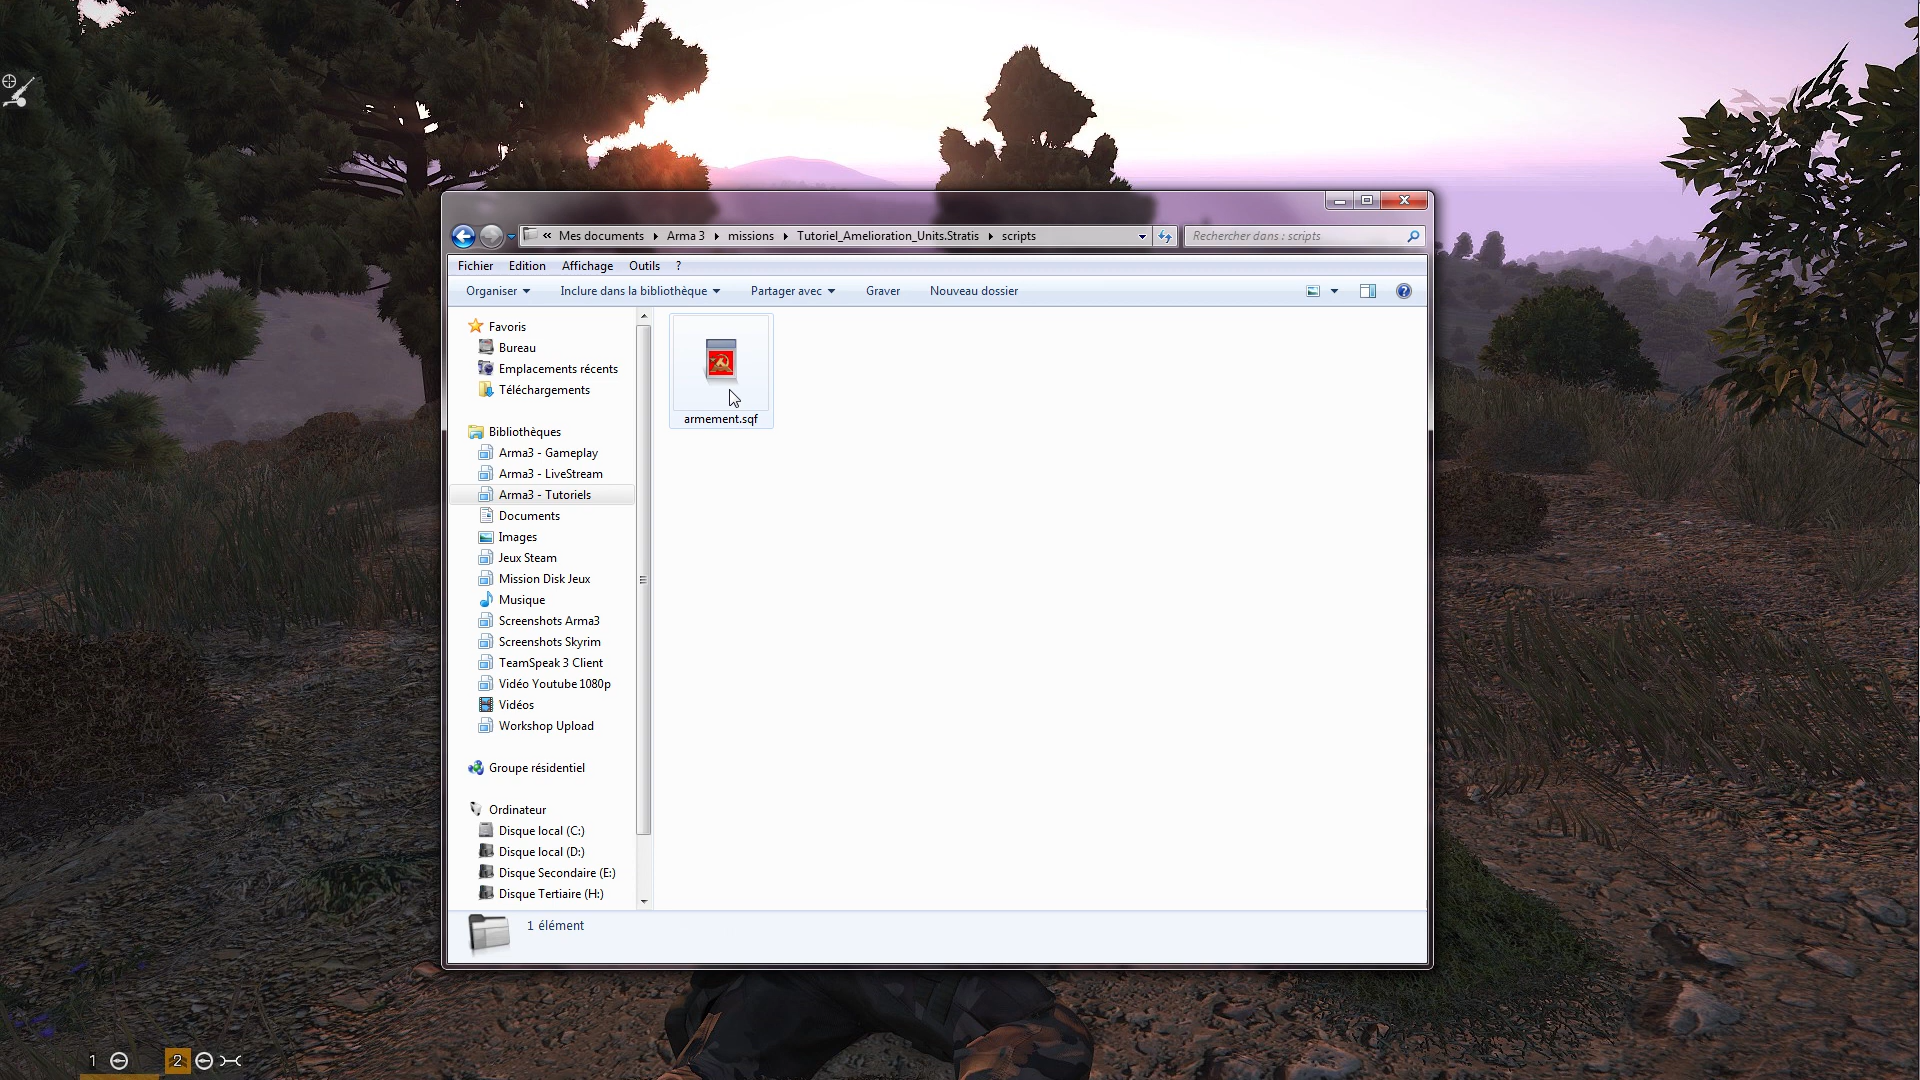 « Mes documents Arma 3 missions Tutoriel_Amelioration_Units.Stratis scripts
Rechercher dans : scripts
Fichier Edition Affichage Outils ?
Organiser Inclure dans la bibliothèque Partager avec Graver Nouveau dossier
Favoris
Bureau
Emplacements récents
Téléchargements
Bibliothèques
Arma3 - Gameplay
Arma3 - LiveStream
Arma3 - Tutoriels
Documents
Images
Jeux Steam
Mission Disk Jeux
Musique
Screenshots Arma3
Screenshots Skyrim
TeamSpeak 3 Client
Vidéo Youtube 1080p
Vidéos
Workshop Upload
Groupe résidentiel
Ordinateur
Disque local (C:)
Disque local (D:)
Disque Secondaire (E:)
Disque Tertiaire (H:)
armement.sqf
1 élément
1 2